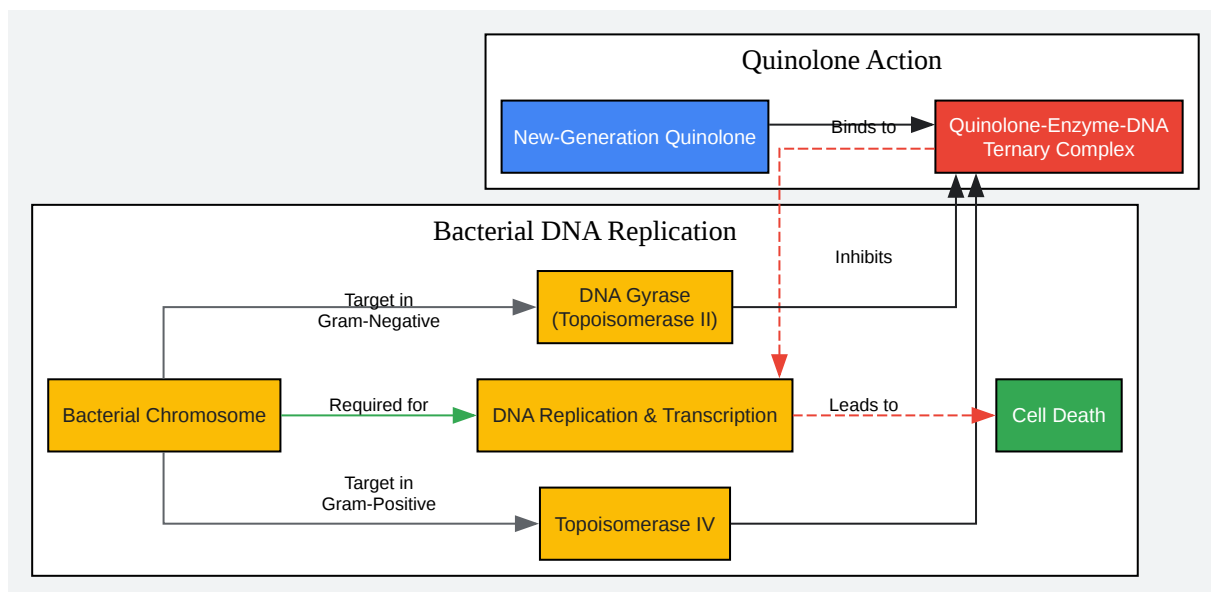 Quinolone Action
New-Generation Quinolone
Binds to
Quinolone-Enzyme-DNA
Ternary Complex
Bacterial DNA Replication
Inhibits
Target in
Gram-Negative
DNA Gyrase
(Topoisomerase II)
Bacterial Chromosome
Required for
DNA Replication & Transcription
Leads to
Cell Death
Target in
Gram-Positive
Topoisomerase IV